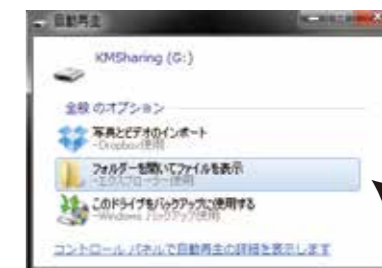 自動再生
KMSharing (G:)
全般 のオプション
写真とビデオのインポート
-Dropbox使用
フォルダーを開いてファイルを表示
-エクスプローラー使用
このドライブをバックアップに使用する
-Windows バックアップ使用
コントロール パネルで自動再生の詳細を表示します